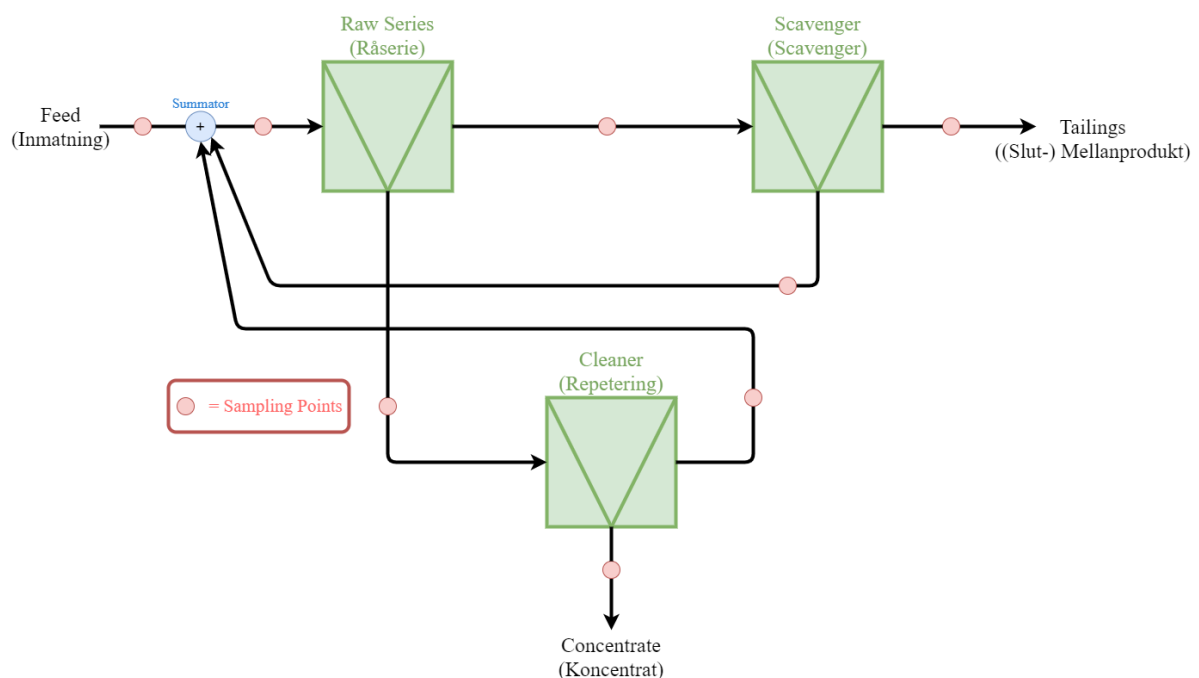 Raw Series
(Råserie)
Scavenger
(Scavenger)
Feed
(Inmatning)
Summator
+
Tailings
((Slut-) Mellanprodukt)
Cleaner
(Repetering)
= Sampling Points
Concentrate
(Koncentrat)